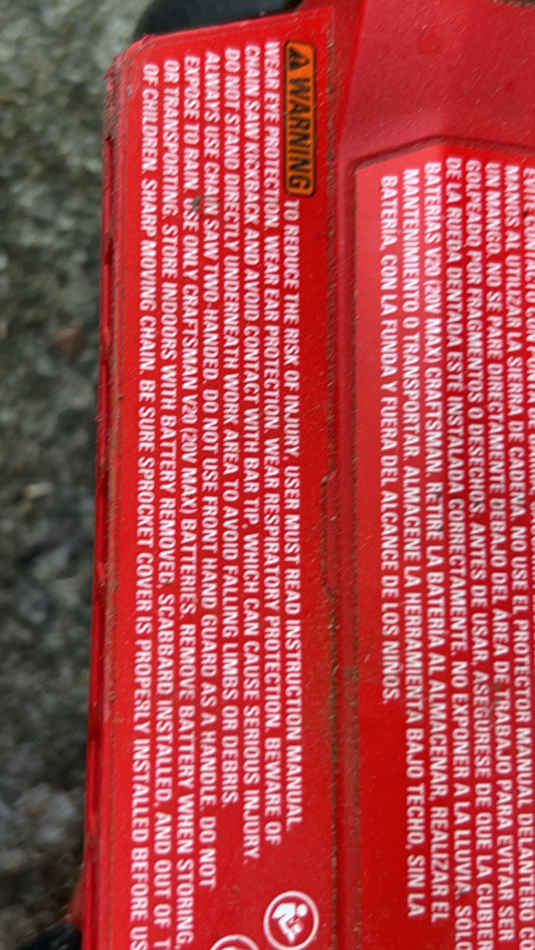 ⚠ WARNING TO REDUCE THE RISK OF INJURY, USER MUST READ INSTRUCTION MANUAL.
WEAR EYE PROTECTION. WEAR EAR PROTECTION. WEAR RESPIRATORY PROTECTION. BEWARE OF
CHAIN SAW KICKBACK AND AVOID CONTACT WITH BAR TIP, WHICH CAN CAUSE SERIOUS INJURY.
DO NOT STAND DIRECTLY UNDERNEATH WORK AREA TO AVOID FALLING LIMBS OR DEBRIS.
ALWAYS USE CHAIN SAW TWO-HANDED. DO NOT USE FRONT HAND GUARD AS A HANDLE. DO NOT
EXPOSE TO RAIN. USE ONLY CRAFTSMAN V20 (20V MAX) BATTERIES. REMOVE BATTERY WHEN STORING,
OR TRANSPORTING. STORE INDOORS WITH BATTERY REMOVED, SCABBARD INSTALLED, AND OUT OF
OF CHILDREN. SHARP MOVING CHAIN. BE SURE SPROCKET COVER IS PROPERLY INSTALLED BEFORE
MANOS AL UTILIZAR LA SIERRA DE CADENA, NO USE EL PROTECTOR MANUAL DELANTERO
UN MANGO. NO SE PARE DIRECTAMENTE DEBAJO DEL ÁREA DE TRABAJO PARA EVITAR SER
GOLPEADO POR FRAGMENTOS O DESECHOS. ANTES DE USAR, ASEGÚRESE DE QUE LA
DE LA RUEDA DENTADA ESTÉ INSTALADA CORRECTAMENTE. NO EXPONER A LA LLUVIA.
BATERÍAS V20 (20V MAX) CRAFTSMAN. RETIRE LA BATERÍA AL ALMACENAR, REALIZAR EL
MANTENIMIENTO O TRANSPORTAR. ALMACENE LA HERRAMIENTA BAJO TECHO, SIN LA
BATERÍA, CON LA FUNDA Y FUERA DEL ALCANCE DE LOS NIÑOS.